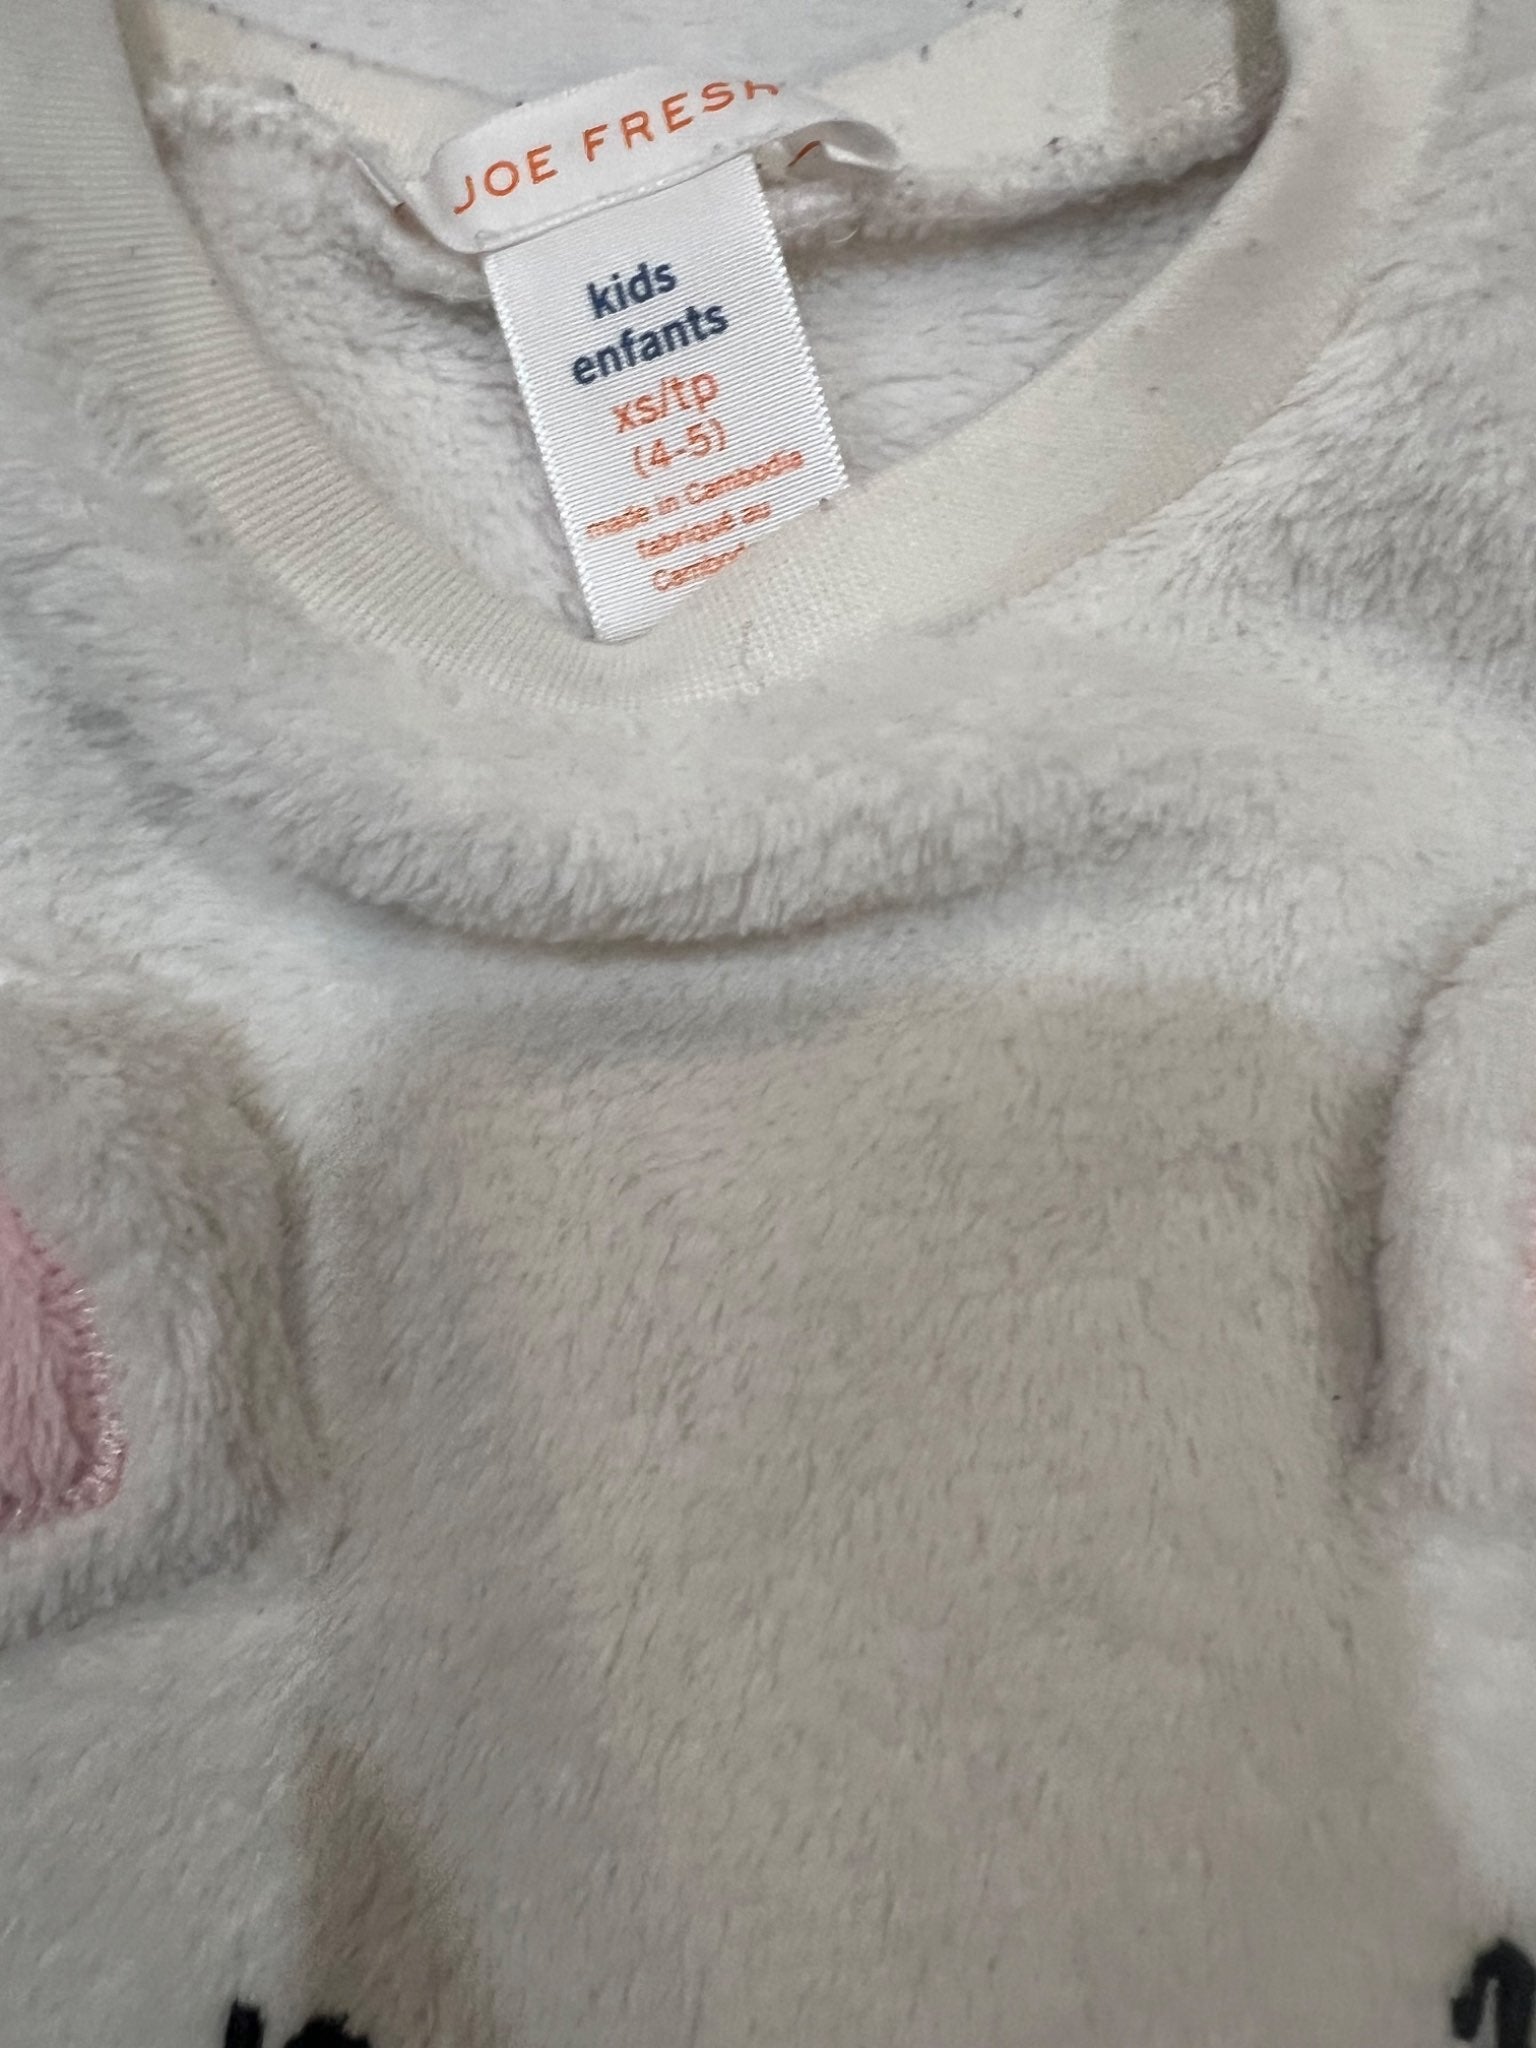 JOE FRESH
kids
enfants
xs/tp
(4-5)
made in Cambodia
fabriqué au